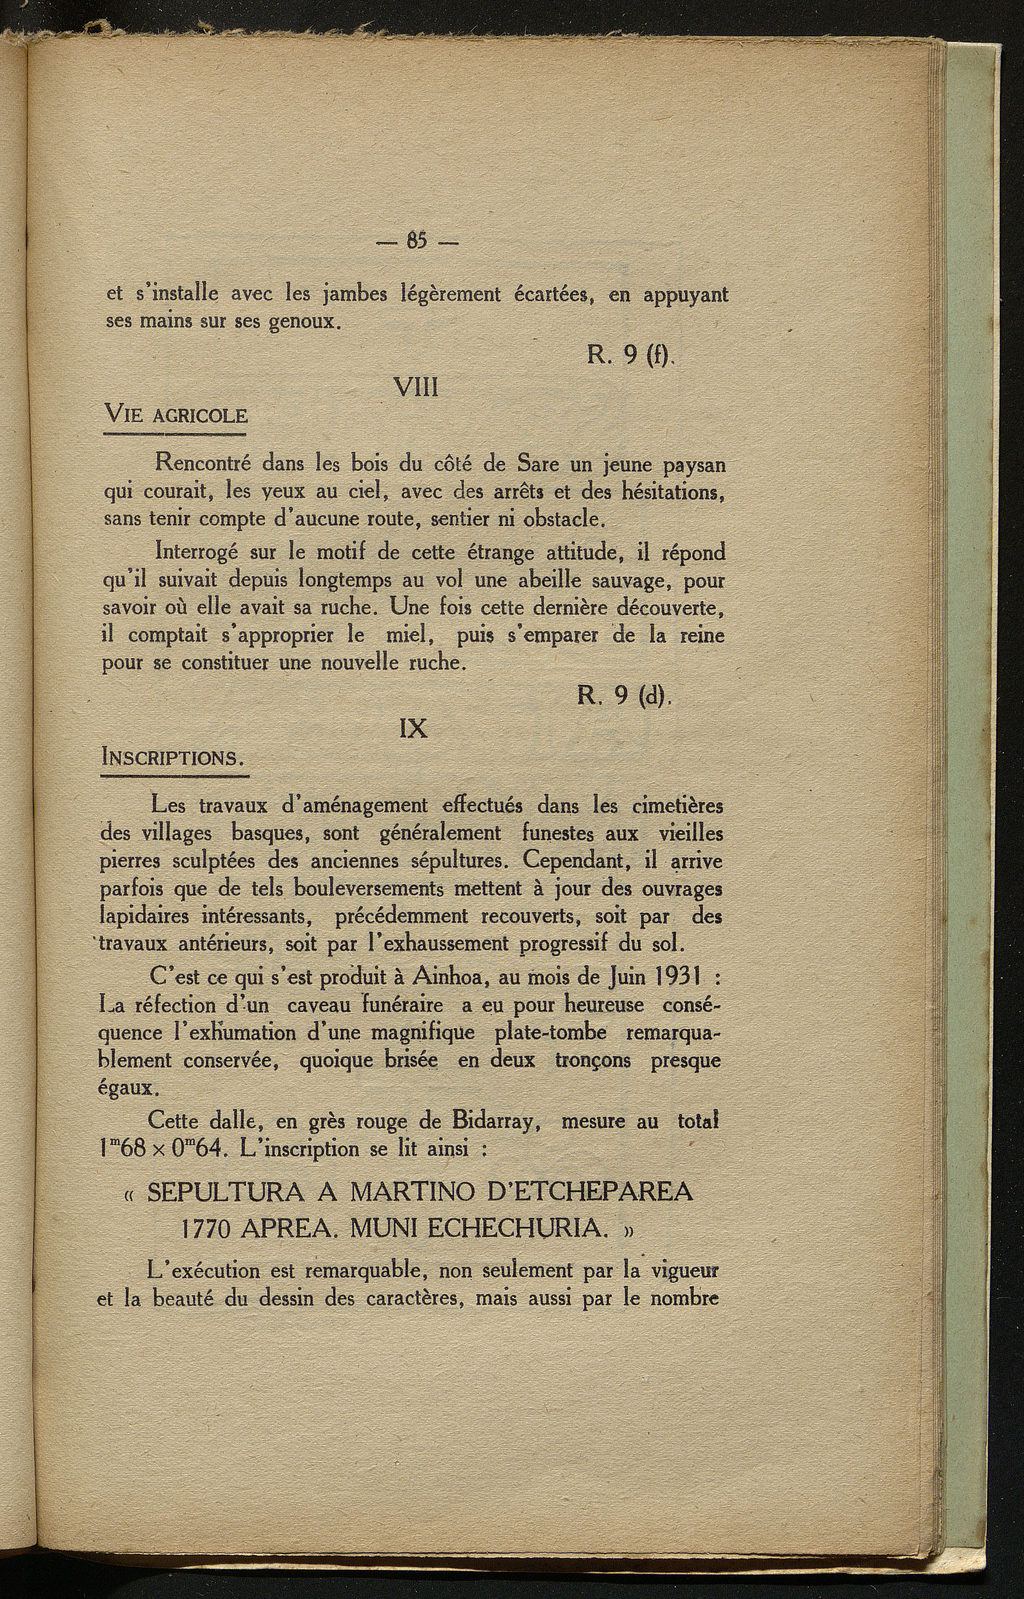 — 85 —
et s'installe avec les jambes légèrement écartées, en appuyant
ses mains sur ses genoux.
R. 9 (f).
VIII
VIE AGRICOLE
Rencontré dans les bois du côté de Sare un jeune paysan
qui courait, les yeux au ciel, avec des arrêts et des hésitations,
sans tenir compte d'aucune route, sentier ni obstacle.
Interrogé sur le motif de cette étrange attitude, il répond
qu'il suivait depuis longtemps au vol une abeille sauvage, pour
savoir où elle avait sa ruche. Une fois cette dernière découverte,
il comptait s'approprier le miel, puis s'emparer de la reine
pour se constituer une nouvelle ruche.
R. 9 (d).
IX
INSCRIPTIONS.
Les travaux d'aménagement effectués dans les cimetières
des villages basques, sont généralement funestes aux vieilles
pierres sculptées des anciennes sépultures. Cependant, il arrive
parfois que de tels bouleversements mettent à jour des ouvrages
lapidaires intéressants, précédemment recouverts, soit par des
travaux antérieurs, soit par l'exhaussement progressif du sol.
C'est ce qui s'est produit à Ainhoa, au mois de Juin 1931 :
La réfection d'un caveau funéraire a eu pour heureuse consé-
quence l'exhumation d'une magnifique plate-tombe remarqua-
blement conservée, quoique brisée en deux tronçons presque
égaux.
Cette dalle, en grès rouge de Bidarray, mesure au total
1ᵐ68 × 0ᵐ64. L'inscription se lit ainsi :
« SEPULTURA A MARTINO D'ETCHEPAREA
1770 APREA. MUNI ECHECHURIA. »
L'exécution est remarquable, non seulement par la vigueur
et la beauté du dessin des caractères, mais aussi par le nombre